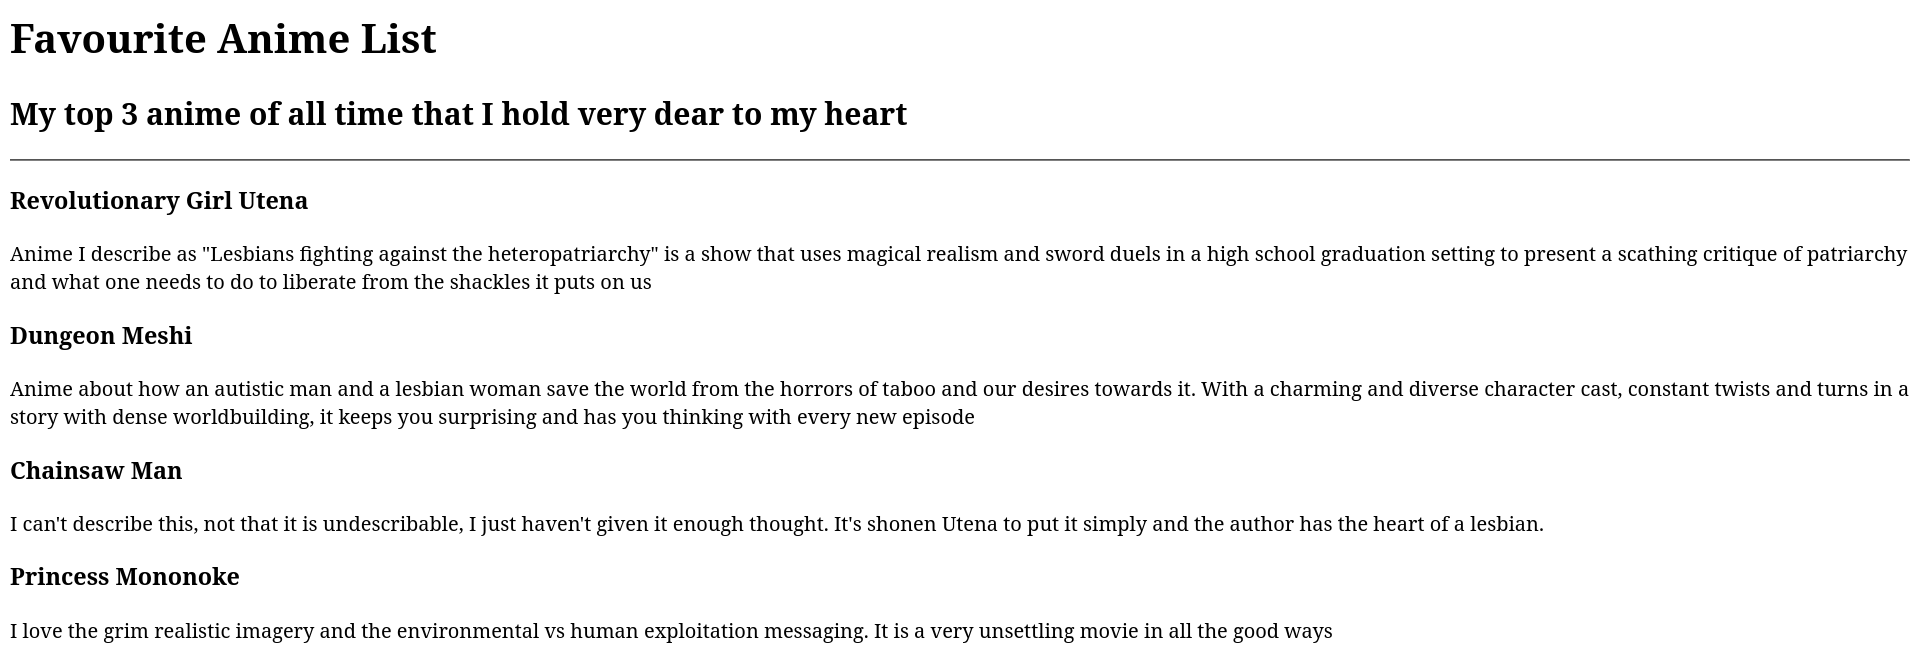 Favourite Anime List
My top 3 anime of all time that I hold very dear to my heart
Revolutionary Girl Utena
Anime I describe as "Lesbians fighting against the heteropatriarchy" is a show that uses magical realism and sword duels in a high school graduation setting to present a scathing critique of patriarchy
and what one needs to do to liberate from the shackles it puts on us
Dungeon Meshi
Anime about how an autistic man and a lesbian woman save the world from the horrors of taboo and our desires towards it. With a charming and diverse character cast, constant twists and turns in a
story with dense worldbuilding, it keeps you surprising and has you thinking with every new episode
Chainsaw Man
I can't describe this, not that it is undescribable, I just haven't given it enough thought. It's shonen Utena to put it simply and the author has the heart of a lesbian.
Princess Mononoke
I love the grim realistic imagery and the environmental vs human exploitation messaging. It is a very unsettling movie in all the good ways